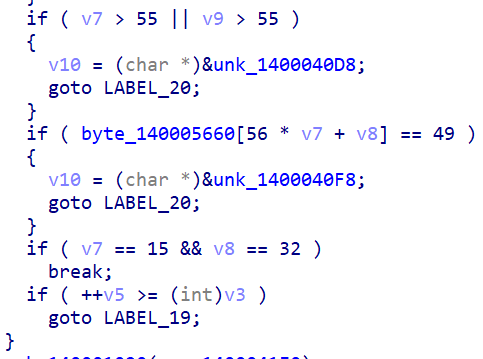 if ( v7 > 55 || v9 > 55 )
{
v10 = (char *)&unk_1400040D8;
goto LABEL_20;
}
if ( byte_140005660[56 * v7 + v8] == 49 )
{
v10 = (char *)&unk_1400040F8;
goto LABEL_20;
}
if ( v7 == 15 && v8 == 32 )
break;
if ( ++v5 >= (int)v3 )
goto LABEL_19;
}